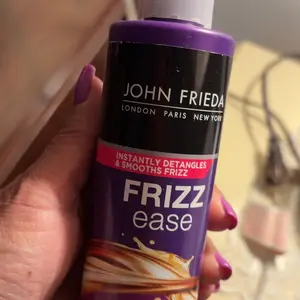 JOHN FRIEDA
LONDON PARIS NEW YORK
INSTANTLY DETANGLES
& SMOOTHS FRIZZ
FRIZZ
ease